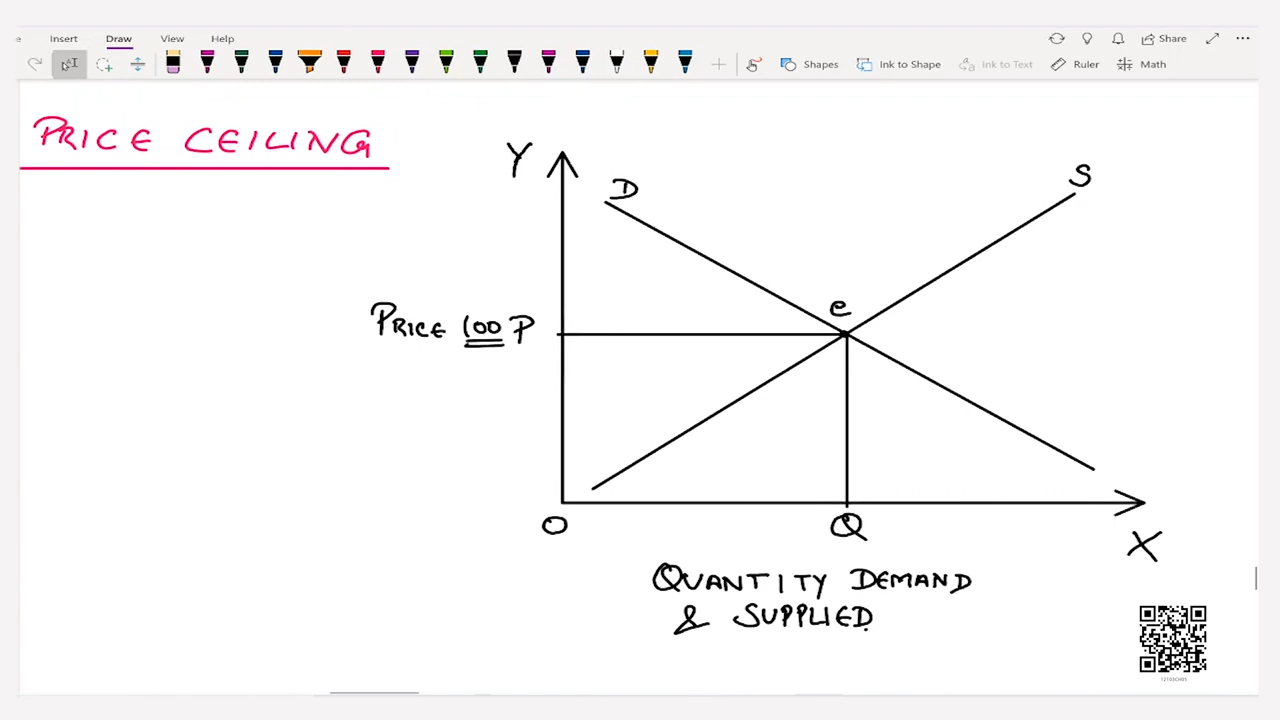 Insert Draw View Help Share
Shapes Ink to Shape Ink to Text Ruler Math
PRICE CEILING
Y
D
S
e
PRICE 100 P
O
Q
X
QUANTITY DEMAND
& SUPPLIED
12103CH05